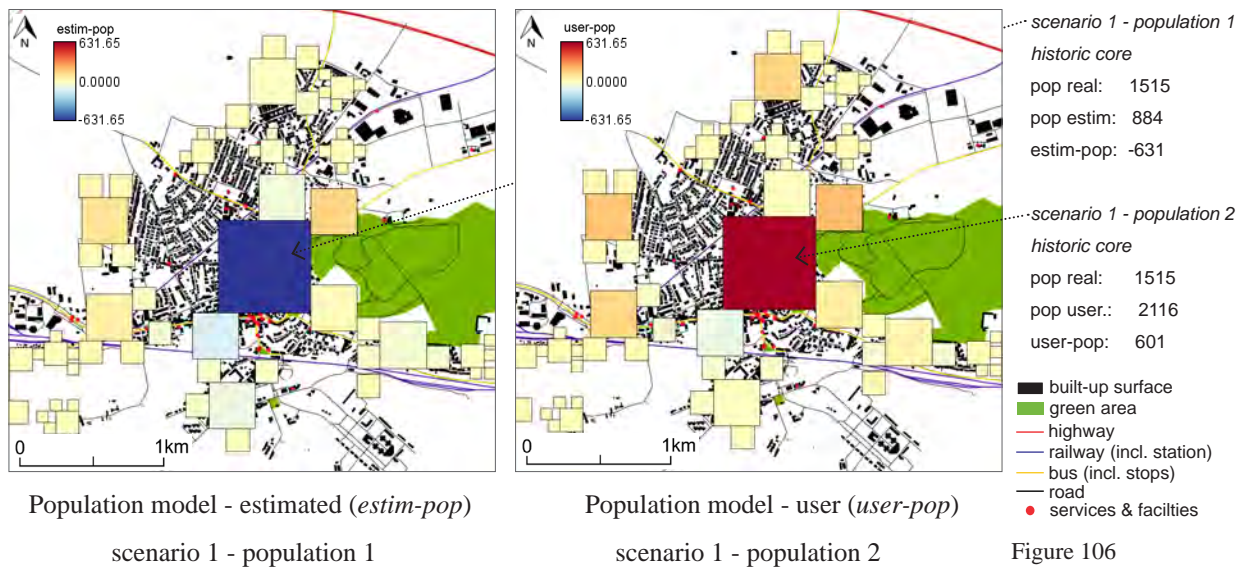 estim-pop
631.65
0.0000
-631.65
N
0
1km
user-pop
631.65
0.0000
-631.65
N
0
1km
scenario 1 - population 1
historic core
pop real: 1515
pop estim: 884
estim-pop: -631
scenario 1 - population 2
historic core
pop real: 1515
pop user.: 2116
user-pop: 601
built-up surface
green area
highway
railway (incl. station)
bus (incl. stops)
road
services & facilties
Population model - estimated (estim-pop)
scenario 1 - population 1
Population model - user (user-pop)
scenario 1 - population 2
Figure 106